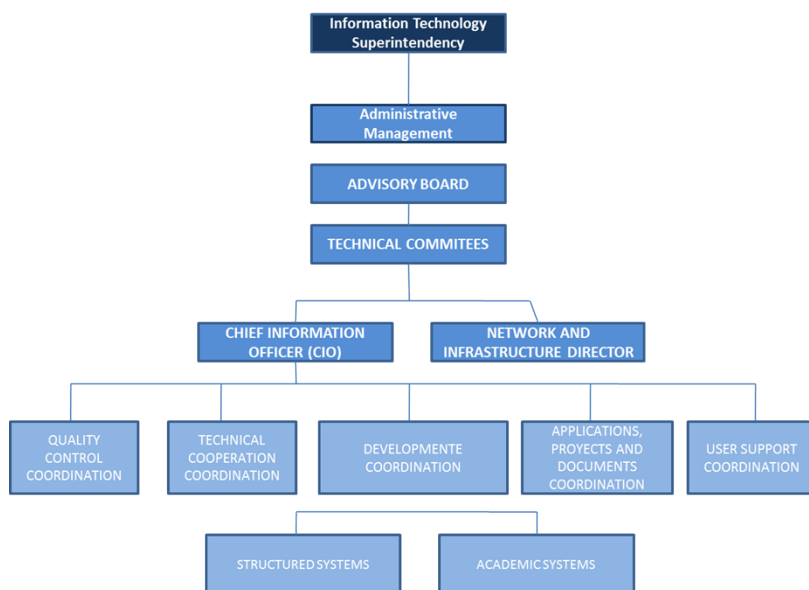 Information Technology
Superintendency
Administrative
Management
ADVISORY BOARD
TECHNICAL COMMITEES
CHIEF INFORMATION
OFFICER (CIO)
NETWORK AND
INFRASTRUCTURE DIRECTOR
QUALITY
CONTROL
COORDINATION
TECHNICAL
COOPERATION
COORDINATION
DEVELOPMENTE
COORDINATION
APPLICATIONS,
PROYECTS AND
DOCUMENTS
COORDINATION
USER SUPPORT
COORDINATION
STRUCTURED SYSTEMS
ACADEMIC SYSTEMS